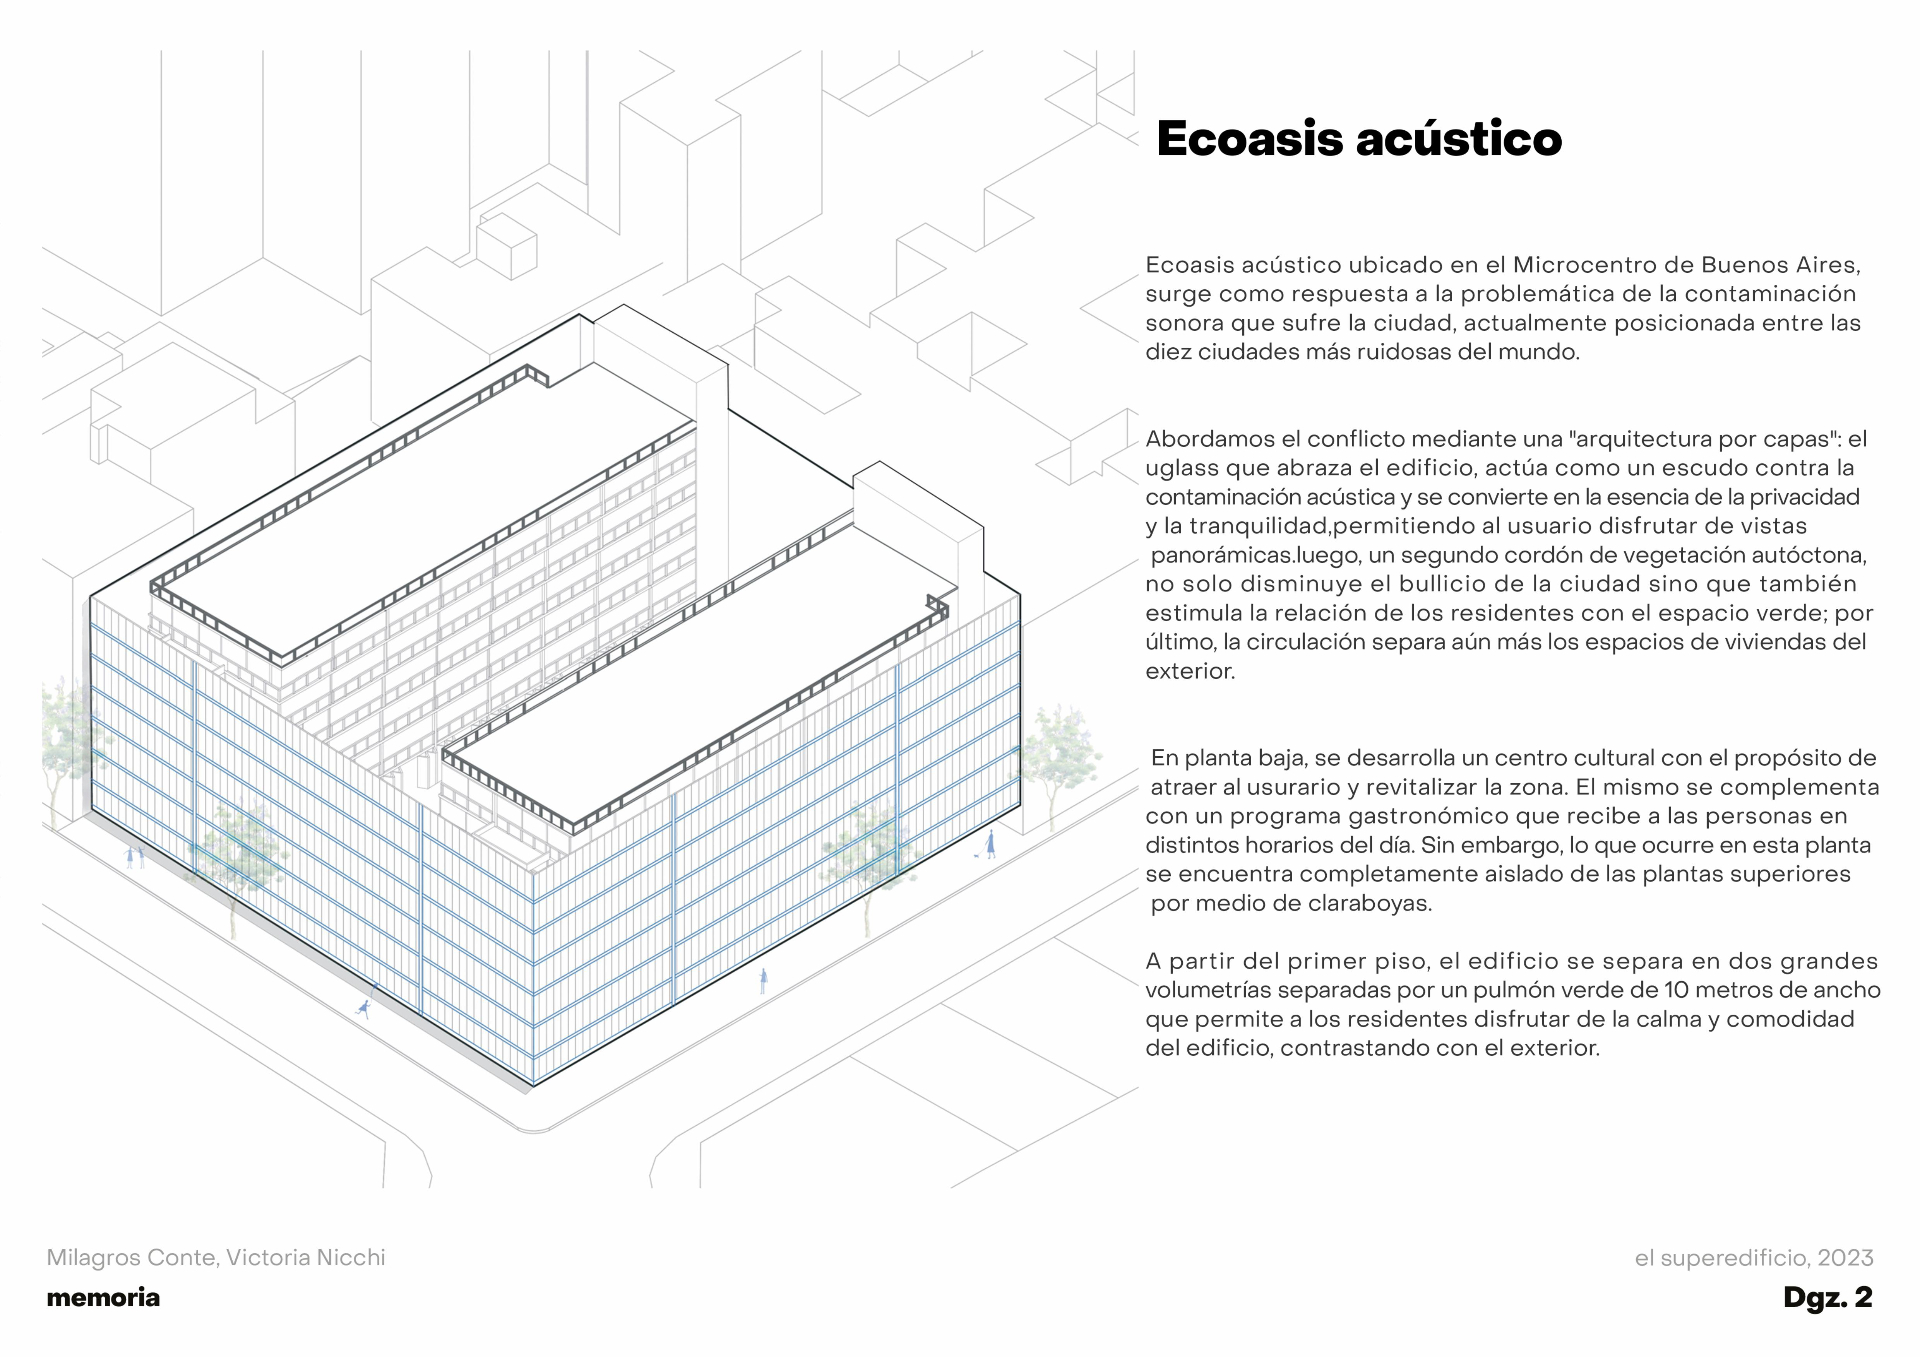 Ecoasis acústico
Ecoasis acústico ubicado en el Microcentro de Buenos Aires,
surge como respuesta a la problemática de la contaminación
sonora que sufre la ciudad, actualmente posicionada entre las
diez ciudades más ruidosas del mundo.
Abordamos el conflicto mediante una "arquitectura por capas": el
uglass que abraza el edificio, actúa como un escudo contra la
contaminación acústica y se convierte en la esencia de la privacidad
y la tranquilidad,permitiendo al usuario disfrutar de vistas
panorámicas.luego, un segundo cordón de vegetación autóctona,
no solo disminuye el bullicio de la ciudad sino que también
estimula la relación de los residentes con el espacio verde; por
último, la circulación separa aún más los espacios de viviendas del
exterior.
En planta baja, se desarrolla un centro cultural con el propósito de
atraer al usurario y revitalizar la zona. El mismo se complementa
con un programa gastronómico que recibe a las personas en
distintos horarios del día. Sin embargo, lo que ocurre en esta planta
se encuentra completamente aislado de las plantas superiores
por medio de claraboyas.
A partir del primer piso, el edificio se separa en dos grandes
volumetrías separadas por un pulmón verde de 10 metros de ancho
que permite a los residentes disfrutar de la calma y comodidad
del edificio, contrastando con el exterior.
Milagros Conte, Victoria Nicchi
memoria
el superedificio, 2023
Dgz. 2